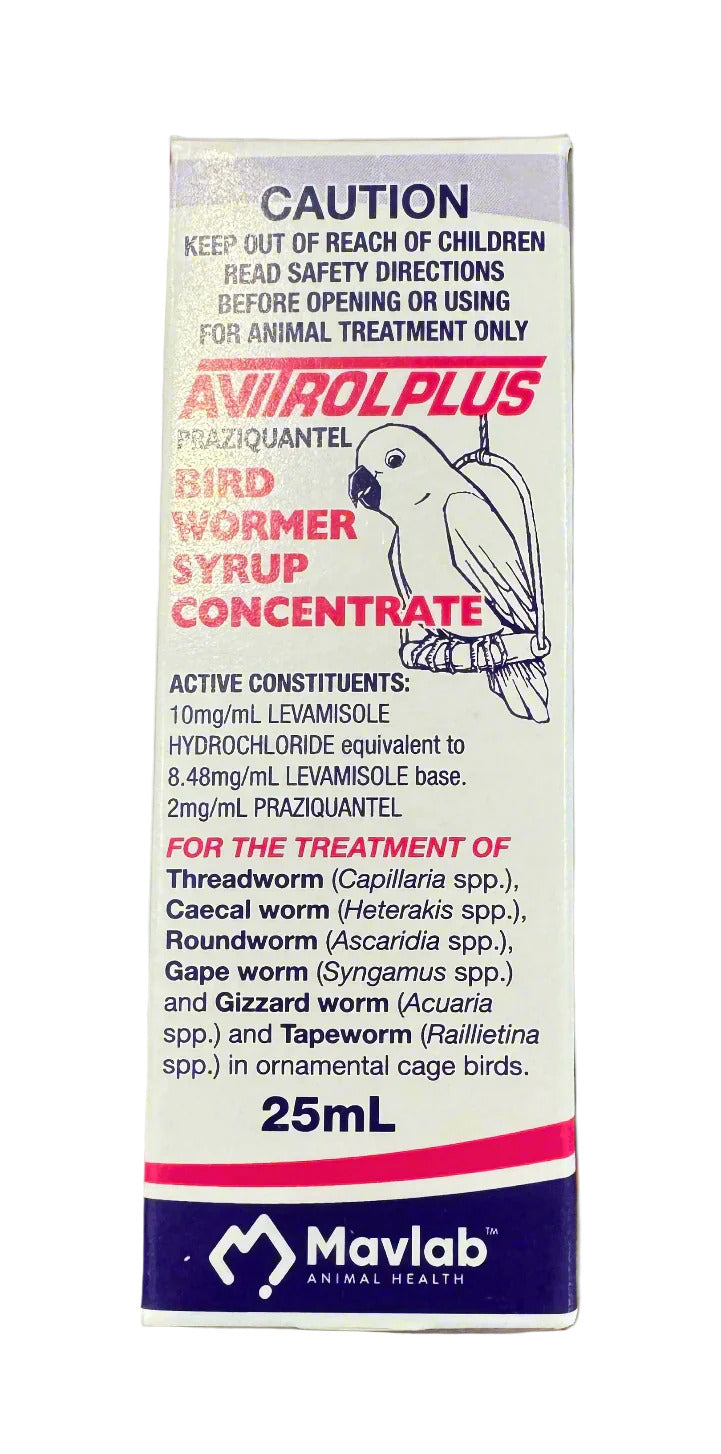 CAUTION
KEEP OUT OF REACH OF CHILDREN
READ SAFETY DIRECTIONS
BEFORE OPENING OR USING
FOR ANIMAL TREATMENT ONLY
AVITROL PLUS
PRAZIQUANTEL
BIRD
WORMER
SYRUP
CONCENTRATE
ACTIVE CONSTITUENTS:
10mg/mL LEVAMISOLE
HYDROCHLORIDE equivalent to
8.48mg/mL LEVAMISOLE base.
2mg/mL PRAZIQUANTEL
FOR THE TREATMENT OF
Threadworm (Capillaria spp.),
Caecal worm (Heterakis spp.),
Roundworm (Ascaridia spp.),
Gape worm (Syngamus spp.)
and Gizzard worm (Acuaria
spp.) and Tapeworm (Raillietina
spp.) in ornamental cage birds.
25mL
Mavlab™
ANIMAL HEALTH